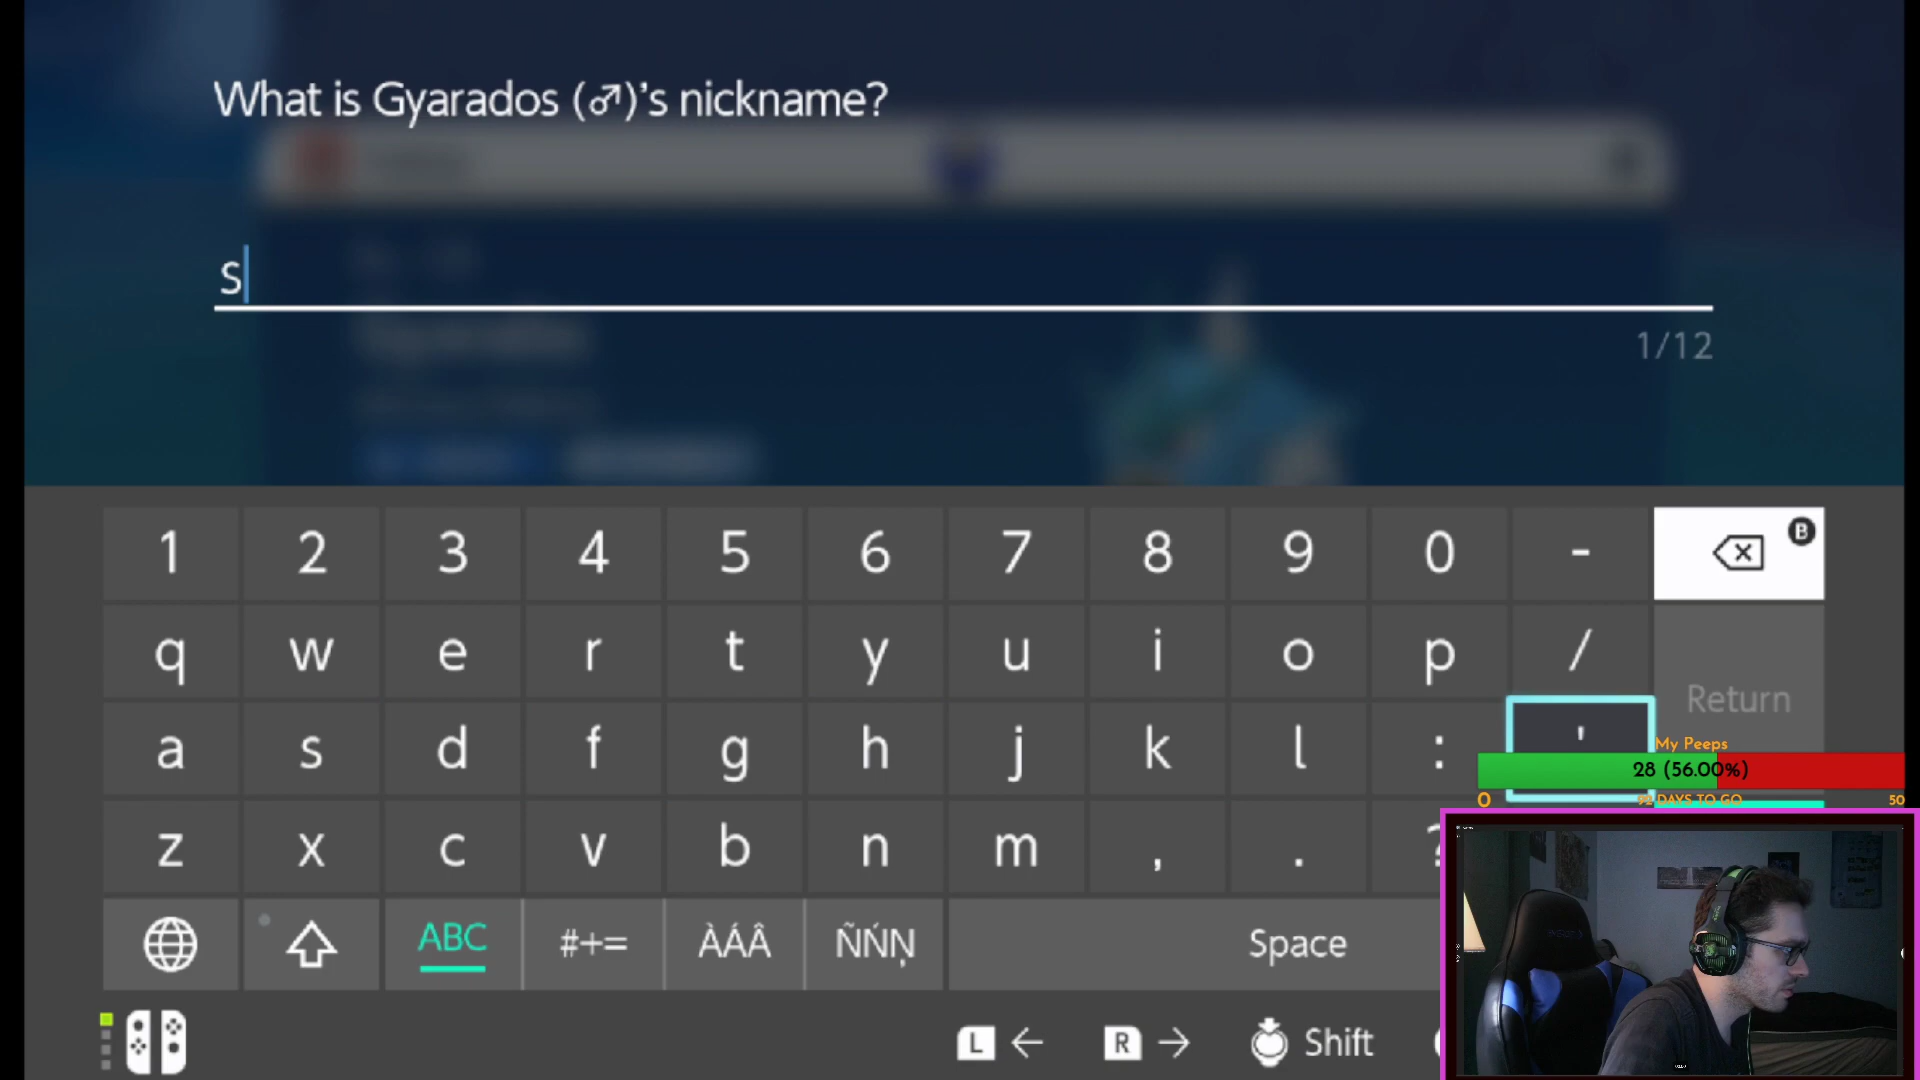 What is Gyarados (♂)'s nickname?
S
1/12
1 2 3 4 5 6 7 8 9 0 - B
q w e r t y u i o p /
Return
a s d f g h j k l : '
My Peeps
28 (56.00%)
0 DAYS TO GO 50
z x c v b n m , . ?
ABC #+= ÀÁÂ ÑŃŅ Space
L ← R → Shift